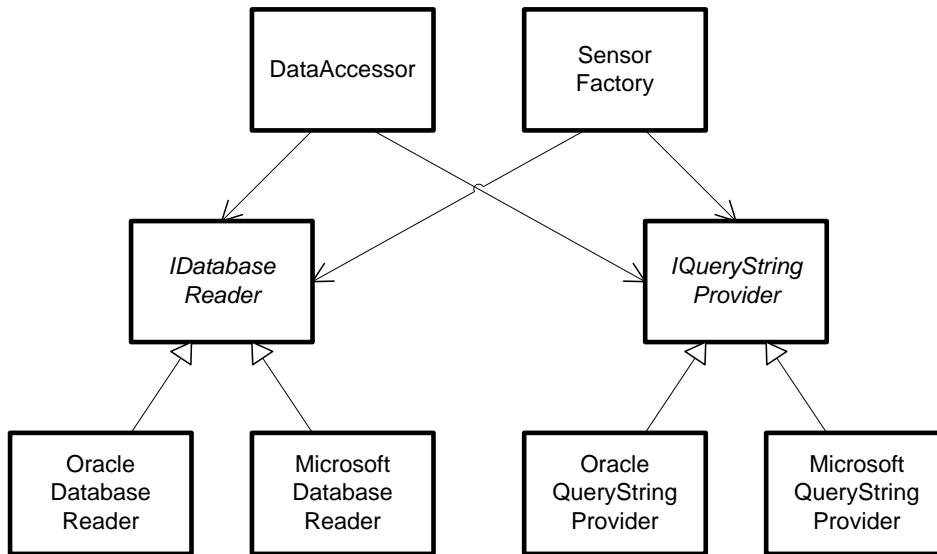 DataAccessor
Sensor
Factory
IDatabase
Reader
IQueryString
Provider
Oracle
Database
Reader
Microsoft
Database
Reader
Oracle
QueryString
Provider
Microsoft
QueryString
Provider